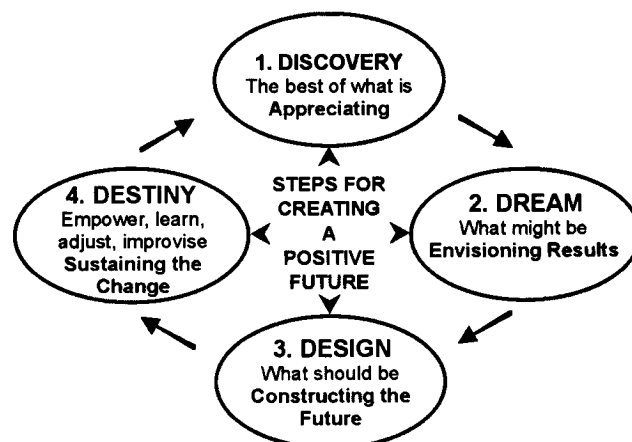 1. DISCOVERY
The best of what is
Appreciating
STEPS FOR
CREATING
A
POSITIVE
FUTURE
2. DREAM
What might be
Envisioning Results
3. DESIGN
What should be
Constructing the
Future
4. DESTINY
Empower, learn,
adjust, improvise
Sustaining the
Change